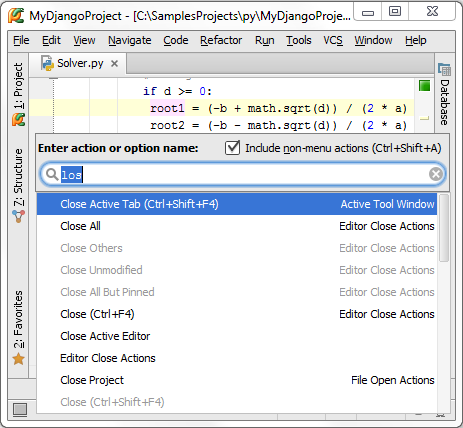 MyDjangoProject - [C:\SamplesProjects\py\MyDjangoProje...
File Edit View Navigate Code Refactor Run Tools VCS Window Help
1: Project
Z: Structure
2: Favorites
Solver.py
if d >= 0:
root1 = (-b + math.sqrt(d)) / (2 * a)
root2 = (-b - math.sqrt(d)) / (2 * a)
Database
Enter action or option name: Include non-menu actions (Ctrl+Shift+A)
los
Close Active Tab (Ctrl+Shift+F4) Active Tool Window
Close All Editor Close Actions
Close Others Editor Close Actions
Close Unmodified Editor Close Actions
Close All But Pinned Editor Close Actions
Close (Ctrl+F4) Editor Close Actions
Close Active Editor
Editor Close Actions
Close Project File Open Actions
Close (Ctrl+Shift+F4)